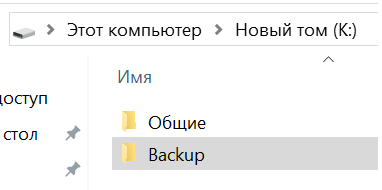 Этот компьютер > Новый том (K:)
Имя
доступ
Общие
стол
Backup